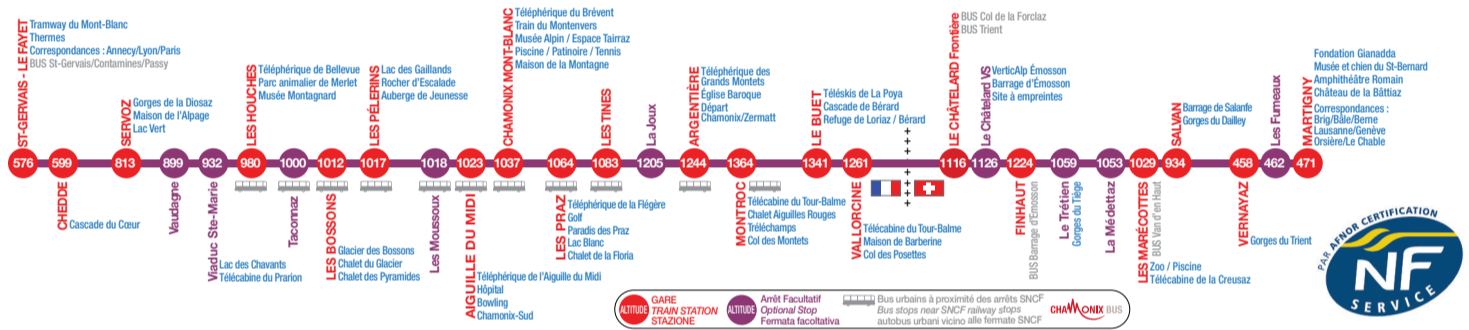 ST-GERVAIS - LE FAYET
Tramway du Mont-Blanc
Thermes
Correspondances : Annecy/Lyon/Paris
BUS St-Gervais/Contamines/Passy
576
599
CHEDDE
Cascade du Cœur
SERVOZ
Gorges de la Diosaz
Maison de l'Alpage
Lac Vert
813
899
Vaudagne
932
Viaduc Ste-Marie
Lac des Chavants
Télécabine du Prarion
LES HOUCHES
Téléphérique de Bellevue
Parc animalier de Merlet
Musée Montagnard
980
1000
Taconnaz
1012
LES BOSSONS
Glacier des Bossons
Chalet du Glacier
Chalet des Pyramides
LES PÉLERINS
Lac des Gaillands
Rocher d'Escalade
Auberge de Jeunesse
1017
1018
Les Moussoux
1023
AIGUILLE DU MIDI
Téléphérique de l'Aiguille du Midi
Hôpital
Bowling
Chamonix-Sud
CHAMONIX MONT-BLANC
Téléphérique du Brévent
Train du Montenvers
Musée Alpin / Espace Tairraz
Piscine / Patinoire / Tennis
Maison de la Montagne
1037
1064
LES PRAZ
Téléphérique de la Flégère
Golf
Paradis des Praz
Lac Blanc
Chalet de la Floria
LES TINES
1083
La Joux
1205
ARGENTIÈRE
Téléphérique des
Grands Montets
Église Baroque
Départ
Chamonix/Zermatt
1244
1364
MONTROC
Télécabine du Tour-Balme
Chalet Aiguilles Rouges
Tréléchamps
Col des Montets
LE BUET
Téléskis de La Poya
Cascade de Bérard
Refuge de Loriaz / Bérard
1341
1261
VALLORCINE
Télécabine du Tour-Balme
Maison de Barberine
Col des Posettes
LE CHÂTELARD Frontière
BUS Col de la Forclaz
BUS Trient
1116
Le Châtelard VS
VerticAlp Émosson
Barrage d'Émosson
Site à empreintes
1126
1224
FINHAUT
BUS Barrage d'Emosson
1059
Le Trétien
Gorges du Tiège
1053
La Médettaz
1029
LES MARÉCOTTES
BUS Van d'en Haut
Zoo / Piscine
Télécabine de la Creusaz
SALVAN
Barrage de Salanfe
Gorges du Dailley
934
458
VERNAYAZ
Gorges du Trient
Les Fumeaux
462
MARTIGNY
Fondation Gianadda
Musée et chien du St-Bernard
Amphithéâtre Romain
Château de la Bâttiaz
Correspondances :
Brig/Bâle/Berne
Lausanne/Genève
Orsière/Le Chable
471
ALTITUDE
GARE
TRAIN STATION
STAZIONE
ALTITUDE
Arrêt Facultatif
Optional Stop
Fermata facoltativa
Bus urbains à proximité des arrêts SNCF
Bus stops near SNCF railway stops
autobus urbani vicino alle fermate SNCF
CHAMONIX BUS
PAR AFNOR CERTIFICATION
NF
SERVICE